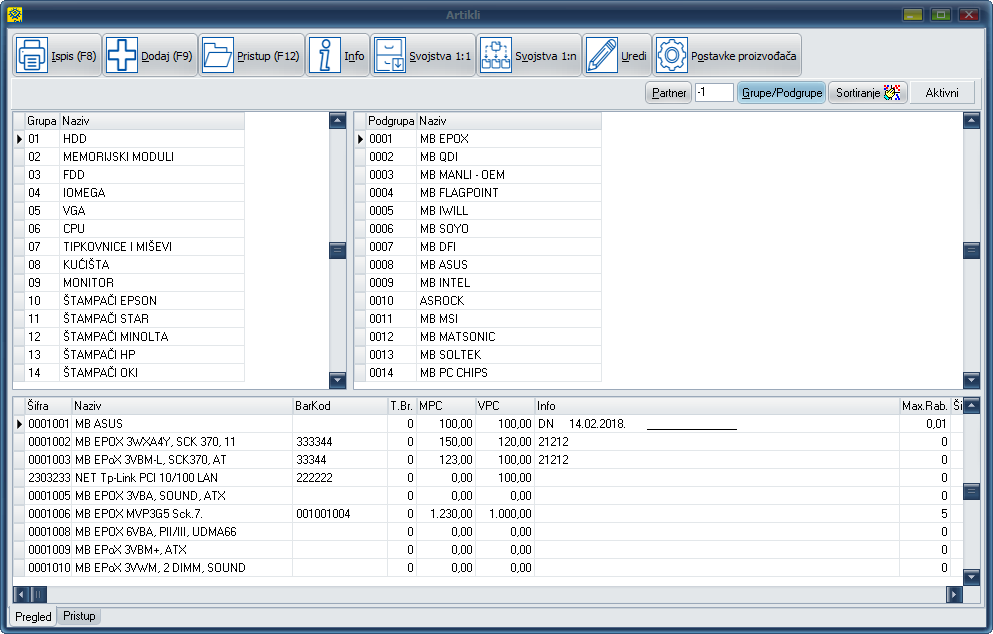 Artikli
Ispis (F8) Dodaj (F9) Pristup (F12) Info Svojstva 1:1 Svojstva 1:n Uredi Postavke proizvođača
Partner -1 Grupe/Podgrupe Sortiranje Aktivni
Grupa Naziv
01 HDD
02 MEMORIJSKI MODULI
03 FDD
04 IOMEGA
05 VGA
06 CPU
07 TIPKOVNICE I MIŠEVI
08 KUĆIŠTA
09 MONITOR
10 ŠTAMPAČI EPSON
11 ŠTAMPAČI STAR
12 ŠTAMPAČI MINOLTA
13 ŠTAMPAČI HP
14 ŠTAMPAČI OKI
Podgrupa Naziv
0001 MB EPOX
0002 MB QDI
0003 MB MANLI - OEM
0004 MB FLAGPOINT
0005 MB IWILL
0006 MB SOYO
0007 MB DFI
0008 MB ASUS
0009 MB INTEL
0010 ASROCK
0011 MB MSI
0012 MB MATSONIC
0013 MB SOLTEK
0014 MB PC CHIPS
Šifra Naziv BarKod T.Br. MPC VPC Info Max.Rab. Ši
0001001 MB ASUS 0 100,00 100,00 DN 14.02.2018. 0,01
0001002 MB EPOX 3WXA4Y, SCK 370, 11 333344 0 150,00 120,00 21212 0
0001003 MB EPoX 3VBM-L, SCK370, AT 33344 0 123,00 100,00 21212 0
2303233 NET Tp-Link PCI 10/100 LAN 222222 0 0,00 100,00 0
0001005 MB EPOX 3VBA, SOUND, ATX 0 0,00 0,00 0
0001006 MB EPOX MVP3G5 Sck.7. 001001004 0 1.230,00 1.000,00 5
0001008 MB EPOX 6VBA, PII/III, UDMA66 0 0,00 0,00 0
0001009 MB EPoX 3VBM+, ATX 0 0,00 0,00 0
0001010 MB EPoX 3VWM, 2 DIMM, SOUND 0 0,00 0,00 0
Pregled Pristup